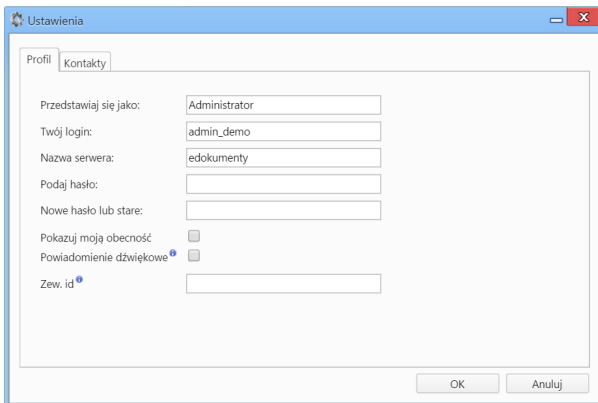 Ustawienia
Profil
Kontakty
Przedstawiaj się jako: Administrator
Twój login: admin_demo
Nazwa serwera: edokumenty
Podaj hasło:
Nowe hasło lub stare:
Pokazuj moją obecność
Powiadomienie dźwiękowe
Zew. id
OK Anuluj